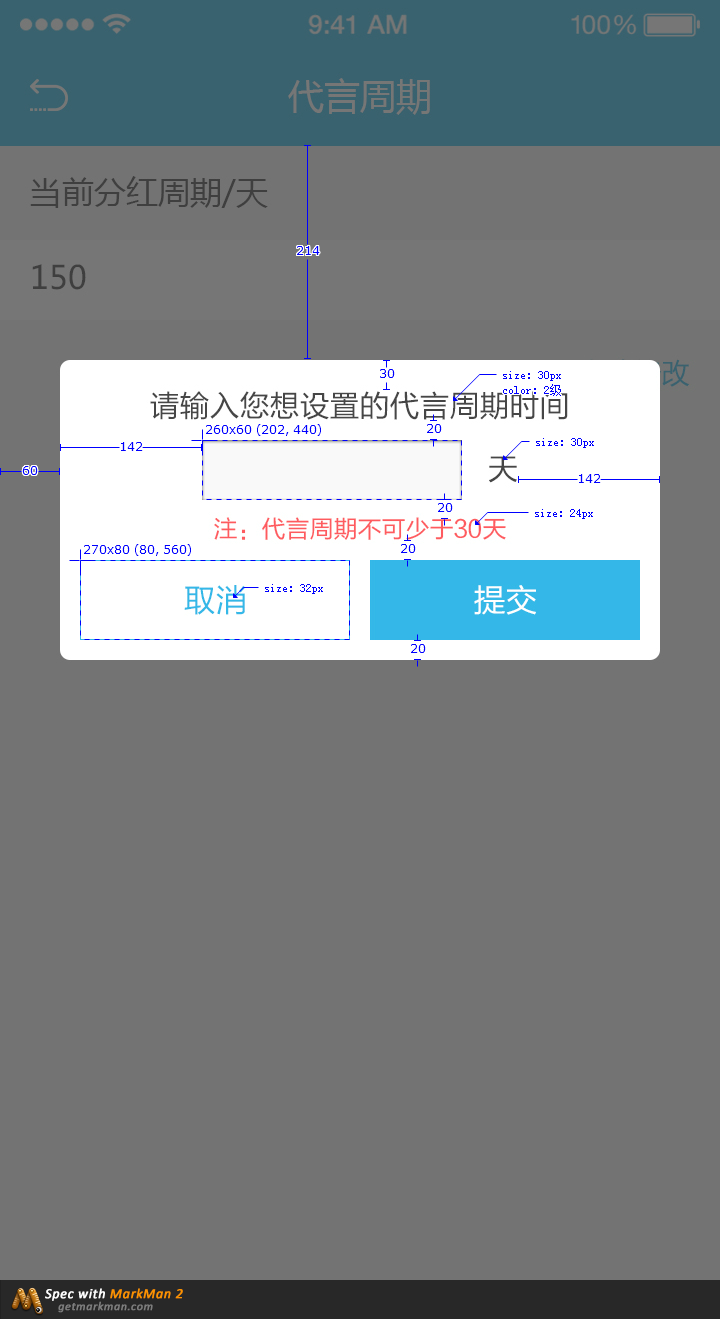 9:41 AM 100%
代言周期
当前分红周期/天
214
150
30
size: 30px
color: 2级
改
请输入您想设置的代言周期时间
260x60 (202, 440)
20
142
size: 30px
60
天
142
20
size: 24px
注：代言周期不可少于30天
270x80 (80, 560)
20
取消
size: 32px
提交
20
Spec with MarkMan 2
getmarkman.com